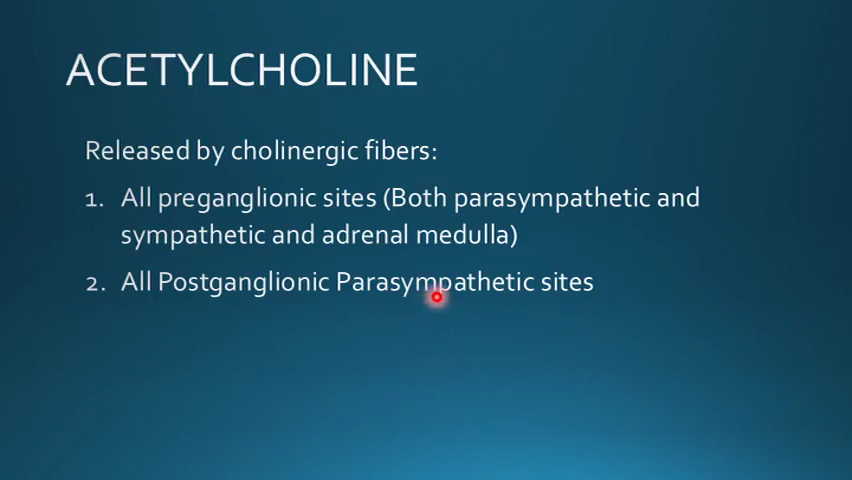 ACETYLCHOLINE
Released by cholinergic fibers:
1. All preganglionic sites (Both parasympathetic and
sympathetic and adrenal medulla)
2. All Postganglionic Parasympathetic sites